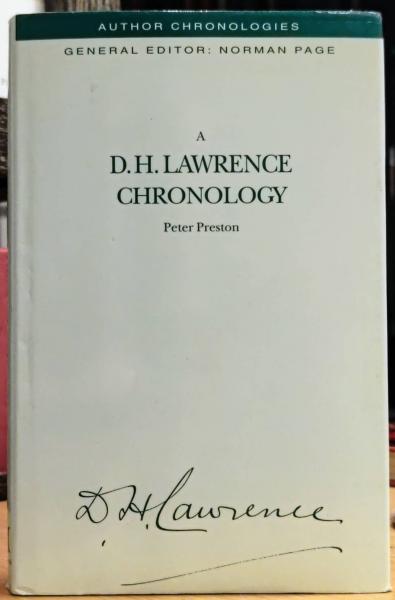 AUTHOR CHRONOLOGIES
GENERAL EDITOR: NORMAN PAGE
A
D. H. LAWRENCE
CHRONOLOGY
Peter Preston
D. H. Lawrence